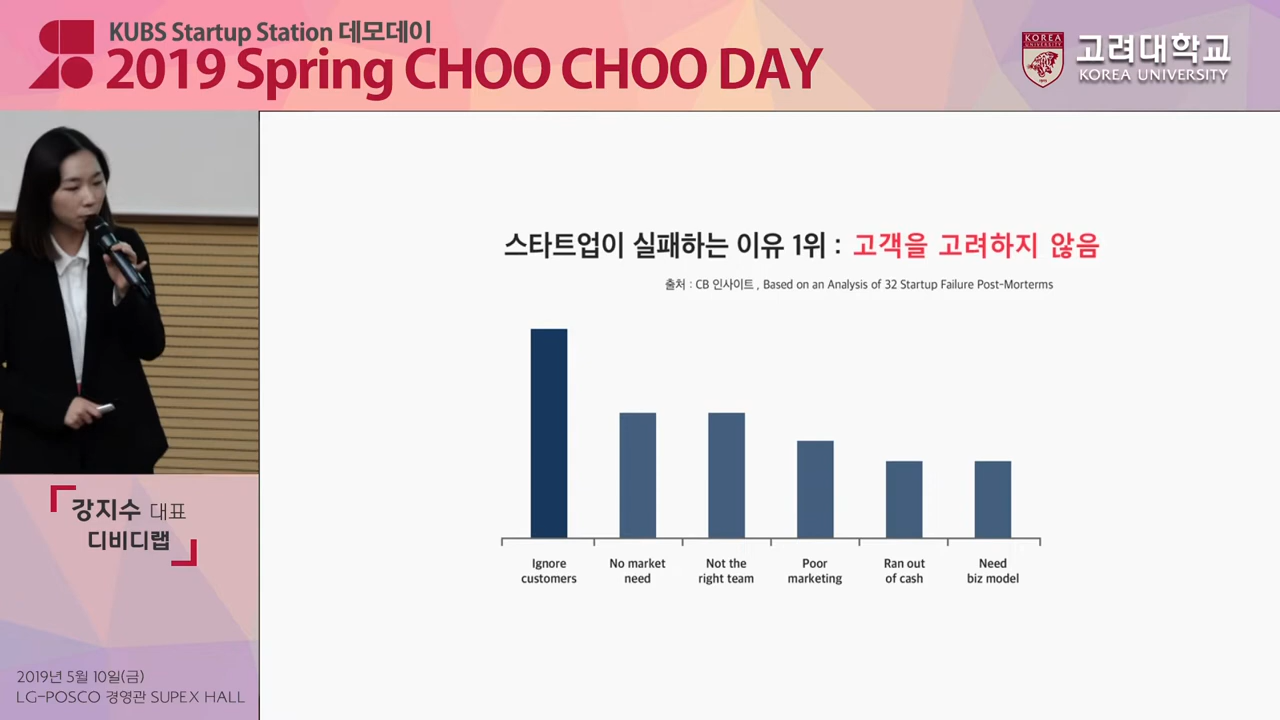 KUBS Startup Station 데모데이
2019 Spring CHOO CHOO DAY
KOREA
UNIVERSITY
1905
고려대학교
KOREA UNIVERSITY
스타트업이 실패하는 이유 1위 : 고객을 고려하지 않음
출처 : CB 인사이트 , Based on an Analysis of 32 Startup Failure Post-Morterms
Ignore
customers
No market
need
Not the
right team
Poor
marketing
Ran out
of cash
Need
biz model
강지수 대표
디비디랩
2019년 5월 10일(금)
LG-POSCO 경영관 SUPEX HALL